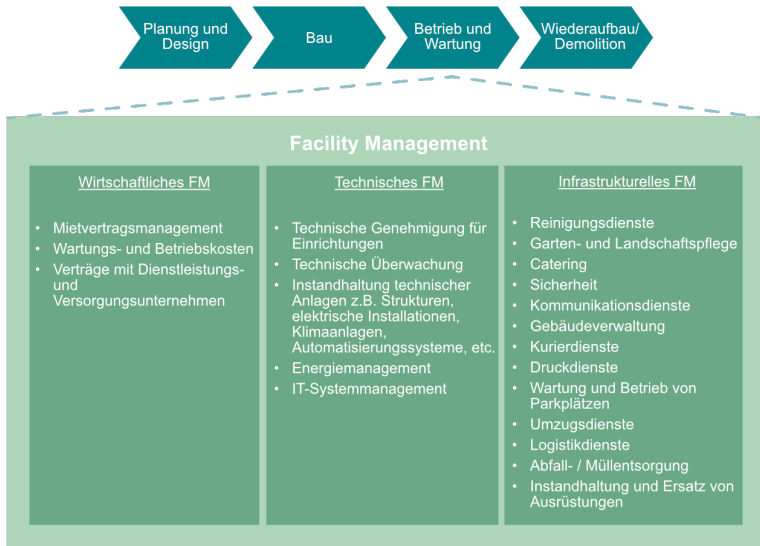 Planung und
Design
Bau
Betrieb und
Wartung
Wiederaufbau/
Demolition
Facility Management
Wirtschaftliches FM
• Mietvertragsmanagement
• Wartungs- und Betriebskosten
• Verträge mit Dienstleistungs-
und
Versorgungsunternehmen
Technisches FM
• Technische Genehmigung für
Einrichtungen
• Technische Überwachung
• Instandhaltung technischer
Anlagen z.B. Strukturen,
elektrische Installationen,
Klimaanlagen,
Automatisierungssysteme, etc.
• Energiemanagement
• IT-Systemmanagement
Infrastrukturelles FM
• Reinigungsdienste
• Garten- und Landschaftpflege
• Catering
• Sicherheit
• Kommunikationsdienste
• Gebäudeverwaltung
• Kurierdienste
• Druckdienste
• Wartung und Betrieb von
Parkplätzen
• Umzugsdienste
• Logistikdienste
• Abfall- / Müllentsorgung
• Instandhaltung und Ersatz von
Ausrüstungen